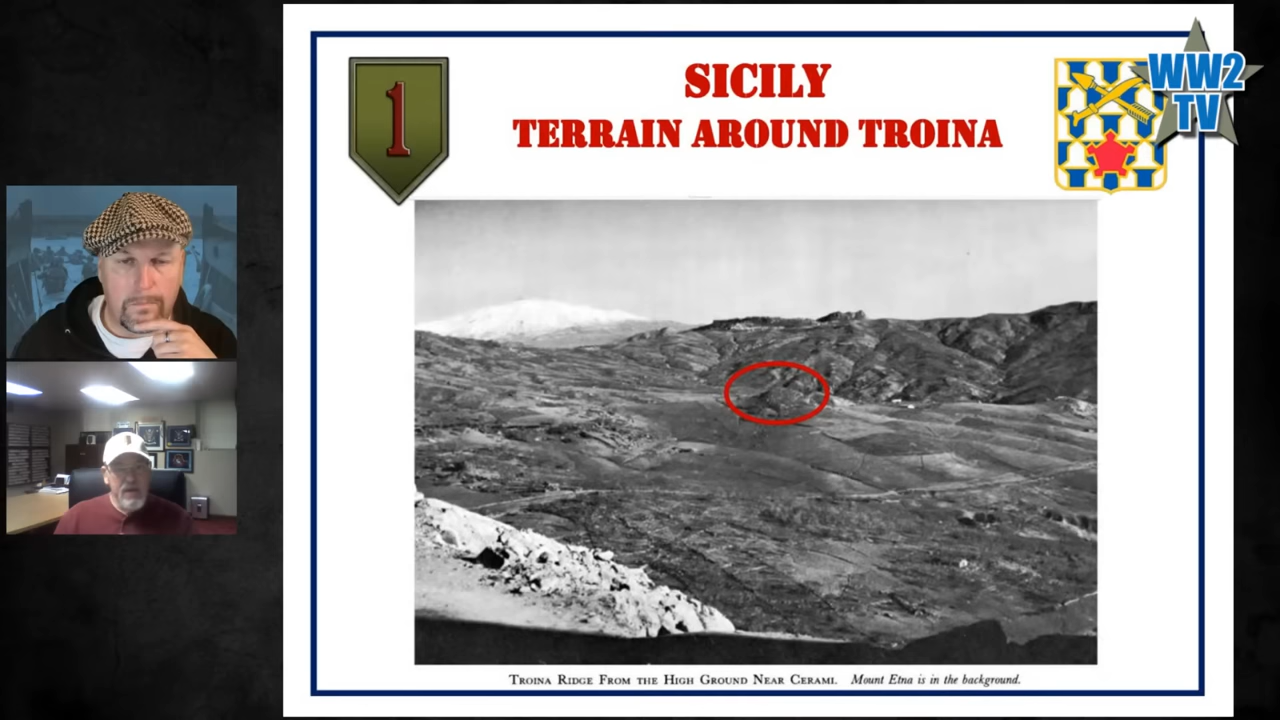 SICILY
TERRAIN AROUND TROINA
1
WW2
TV
TROINA RIDGE FROM THE HIGH GROUND NEAR CERAMI. Mount Etna is in the background.